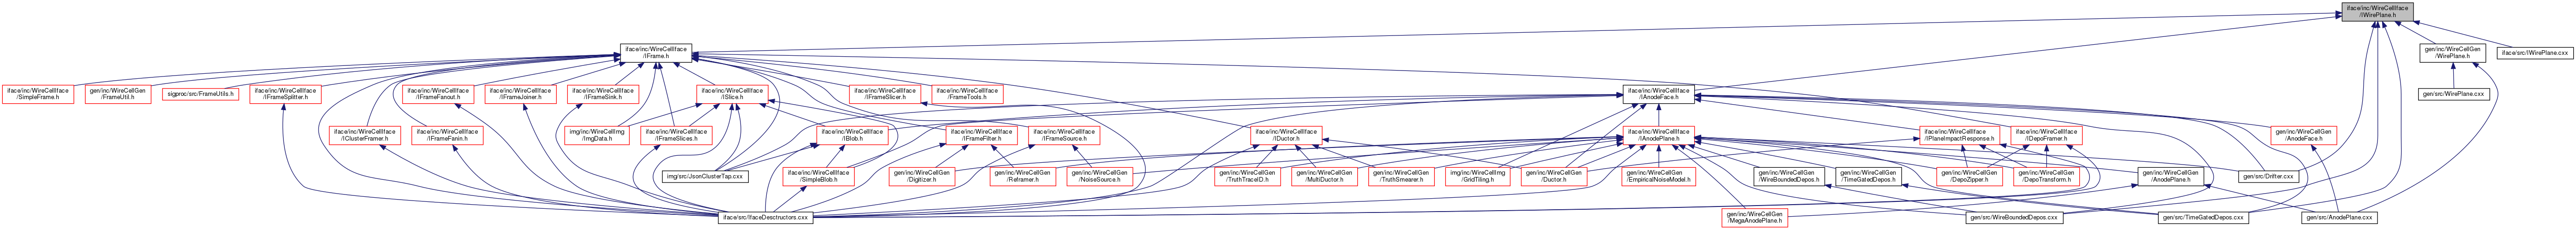 iface/inc/WireCellIface
/IWirePlane.h
iface/inc/WireCellIface
/IFrame.h
gen/inc/WireCellGen
/WirePlane.h
iface/src/IWirePlane.cxx
iface/inc/WireCellIface
/SimpleFrame.h
gen/inc/WireCellGen
/FrameUtil.h
sigproc/src/FrameUtils.h
iface/inc/WireCellIface
/IFrameSplitter.h
iface/inc/WireCellIface
/IFrameFanout.h
iface/inc/WireCellIface
/IFrameJoiner.h
iface/inc/WireCellIface
/IFrameSink.h
iface/inc/WireCellIface
/ISlice.h
iface/inc/WireCellIface
/IFrameSlicer.h
iface/inc/WireCellIface
/IFrameTools.h
iface/inc/WireCellIface
/IAnodeFace.h
gen/src/WirePlane.cxx
iface/inc/WireCellIface
/IClusterFramer.h
iface/inc/WireCellIface
/IFrameFanin.h
img/inc/WireCellImg
/ImgData.h
iface/inc/WireCellIface
/IFrameSlices.h
iface/inc/WireCellIface
/IBlob.h
iface/inc/WireCellIface
/IFrameFilter.h
iface/inc/WireCellIface
/IFrameSource.h
iface/inc/WireCellIface
/IDuctor.h
iface/inc/WireCellIface
/IAnodePlane.h
iface/inc/WireCellIface
/IPlaneImpactResponse.h
iface/inc/WireCellIface
/IDepoFramer.h
gen/inc/WireCellGen
/AnodeFace.h
img/src/JsonClusterTap.cxx
iface/inc/WireCellIface
/SimpleBlob.h
gen/inc/WireCellGen
/Digitizer.h
gen/inc/WireCellGen
/Reframer.h
gen/inc/WireCellGen
/NoiseSource.h
gen/inc/WireCellGen
/TruthTraceID.h
gen/inc/WireCellGen
/MultiDuctor.h
gen/inc/WireCellGen
/TruthSmearer.h
img/inc/WireCellImg
/GridTiling.h
gen/inc/WireCellGen
/Ductor.h
gen/inc/WireCellGen
/EmpiricalNoiseModel.h
gen/inc/WireCellGen
/WireBoundedDepos.h
gen/inc/WireCellGen
/TimeGatedDepos.h
gen/inc/WireCellGen
/DepoZipper.h
gen/inc/WireCellGen
/DepoTransform.h
gen/inc/WireCellGen
/AnodePlane.h
gen/src/Drifter.cxx
iface/src/IfaceDesctructors.cxx
gen/inc/WireCellGen
/MegaAnodePlane.h
gen/src/WireBoundedDepos.cxx
gen/src/TimeGatedDepos.cxx
gen/src/AnodePlane.cxx